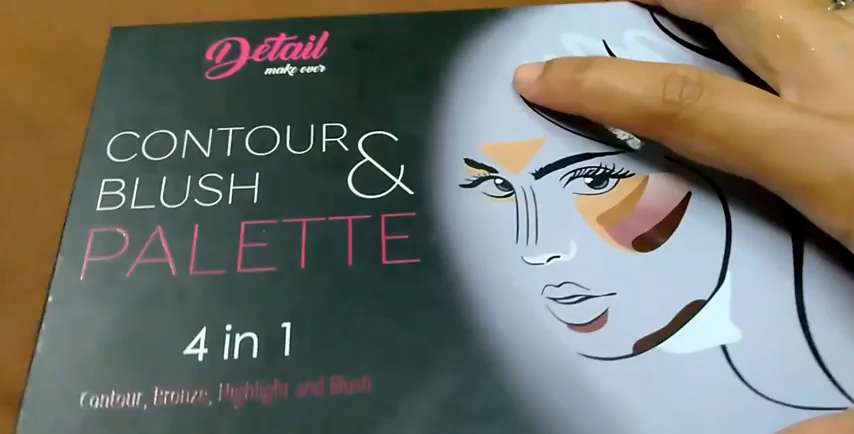 Detail
make over
CONTOUR &
BLUSH
PALETTE
4 in 1
Contour, Bronze, Highlight and Blush